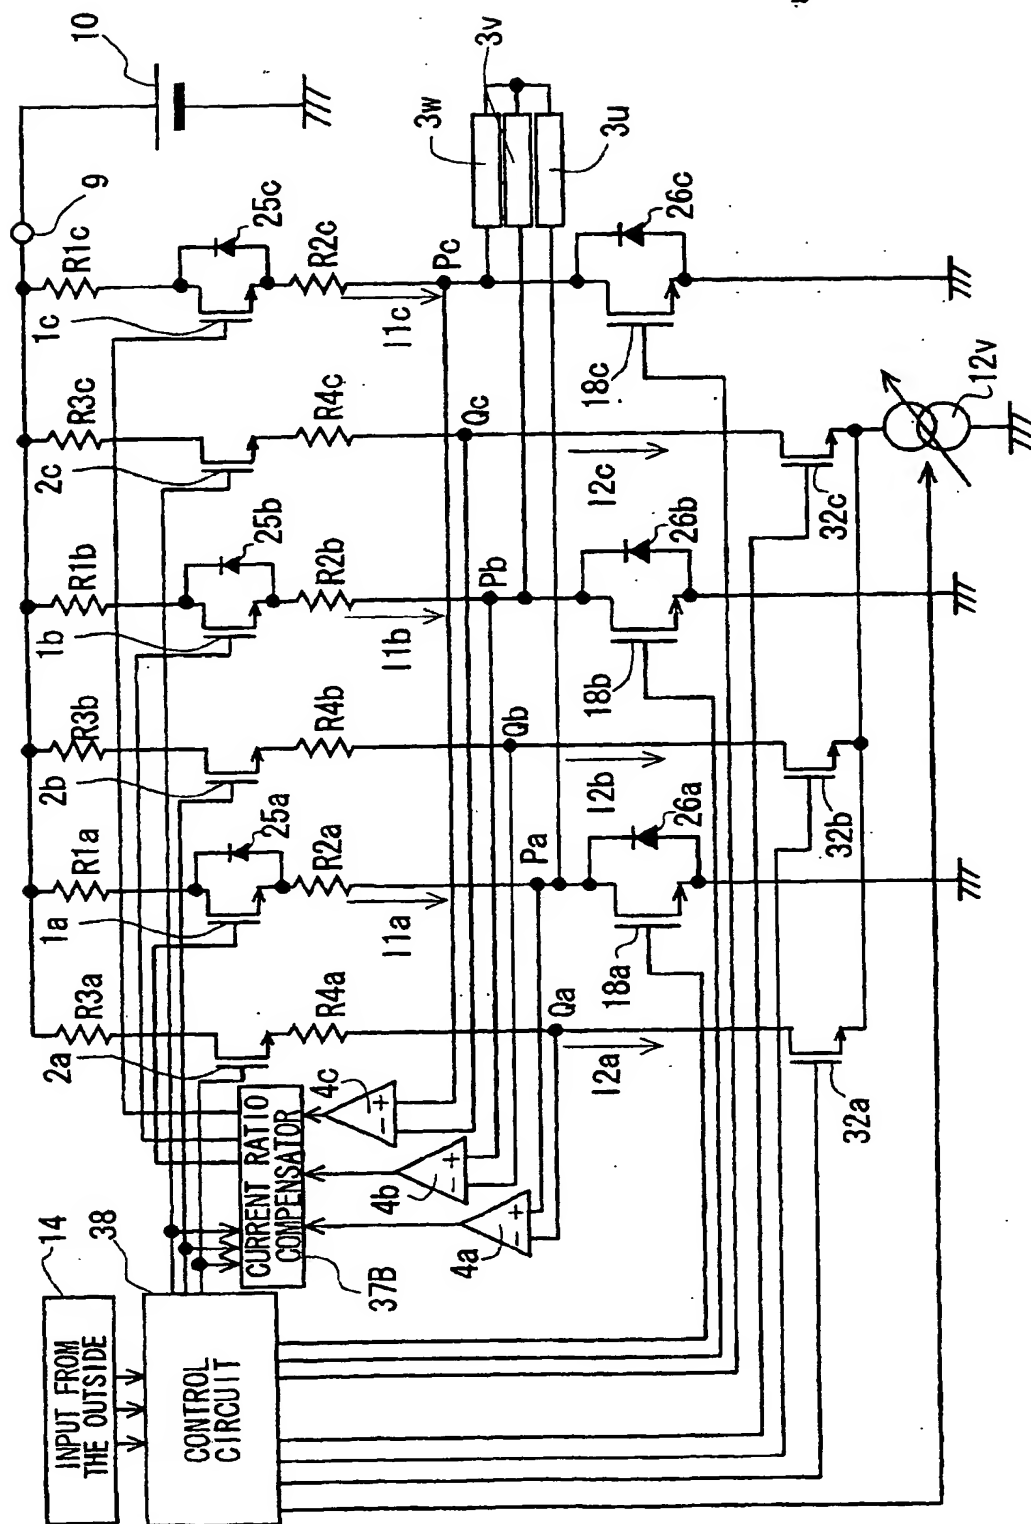 10
9
3v
3w
3u
R1c
25c
1c
R2c
I1c
Pc
26c
18c
R3c
2c
R4c
Qc
I2c
32c
12v
R1b
25b
1b
R2b
I1b
Pb
26b
18b
R3b
2b
R4b
Qb
I2b
32b
R1a
25a
1a
R2a
I1a
Pa
26a
18a
R3a
2a
R4a
Qa
I2a
32a
4c
- +
4b
- +
4a
- +
CURRENT RATIO
COMPENSATOR
37B
14
INPUT FROM
THE OUTSIDE
38
CONTROL
CIRCUIT